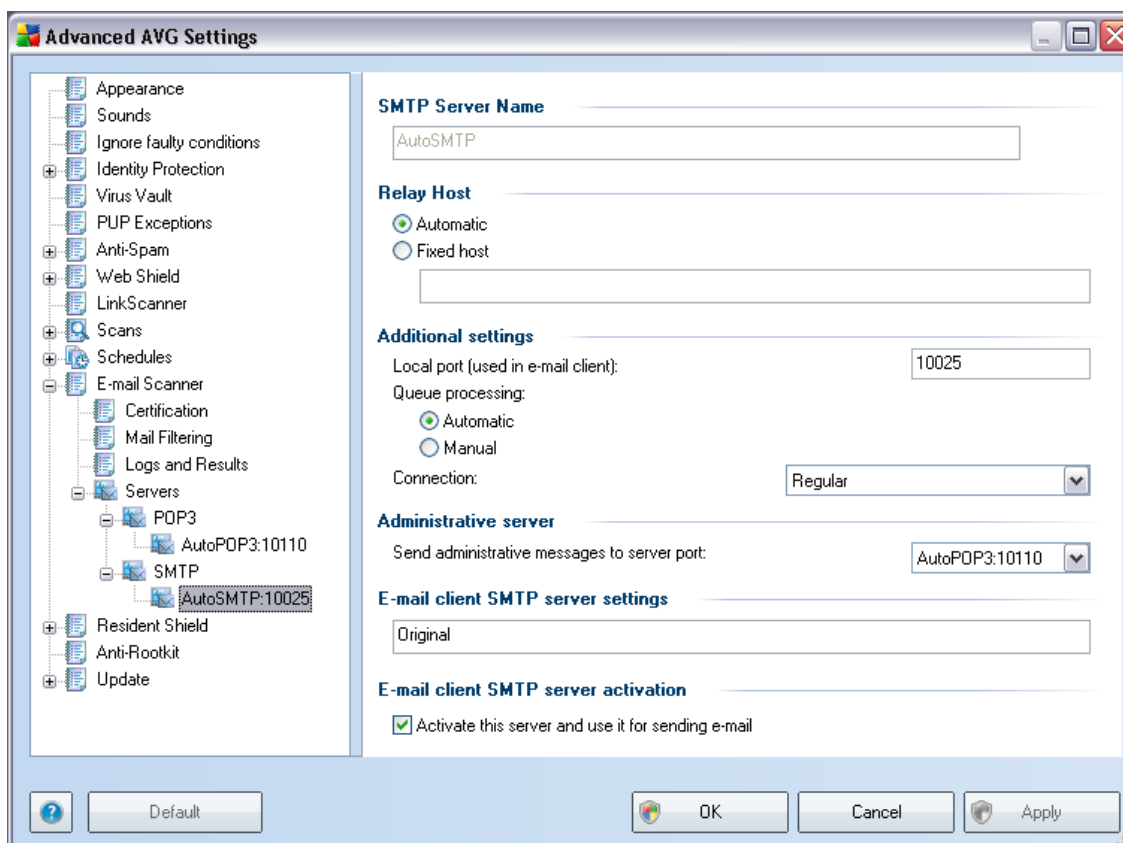 Advanced AVG Settings
Appearance
Sounds
Ignore faulty conditions
Identity Protection
Virus Vault
PUP Exceptions
Anti-Spam
Web Shield
LinkScanner
Scans
Schedules
E-mail Scanner
Certification
Mail Filtering
Logs and Results
Servers
POP3
AutoPOP3:10110
SMTP
AutoSMTP:10025
Resident Shield
Anti-Rootkit
Update
SMTP Server Name
AutoSMTP
Relay Host
Automatic
Fixed host
Additional settings
Local port (used in e-mail client): 10025
Queue processing:
Automatic
Manual
Connection: Regular
Administrative server
Send administrative messages to server port: AutoPOP3:10110
E-mail client SMTP server settings
Original
E-mail client SMTP server activation
Activate this server and use it for sending e-mail
? Default OK Cancel Apply